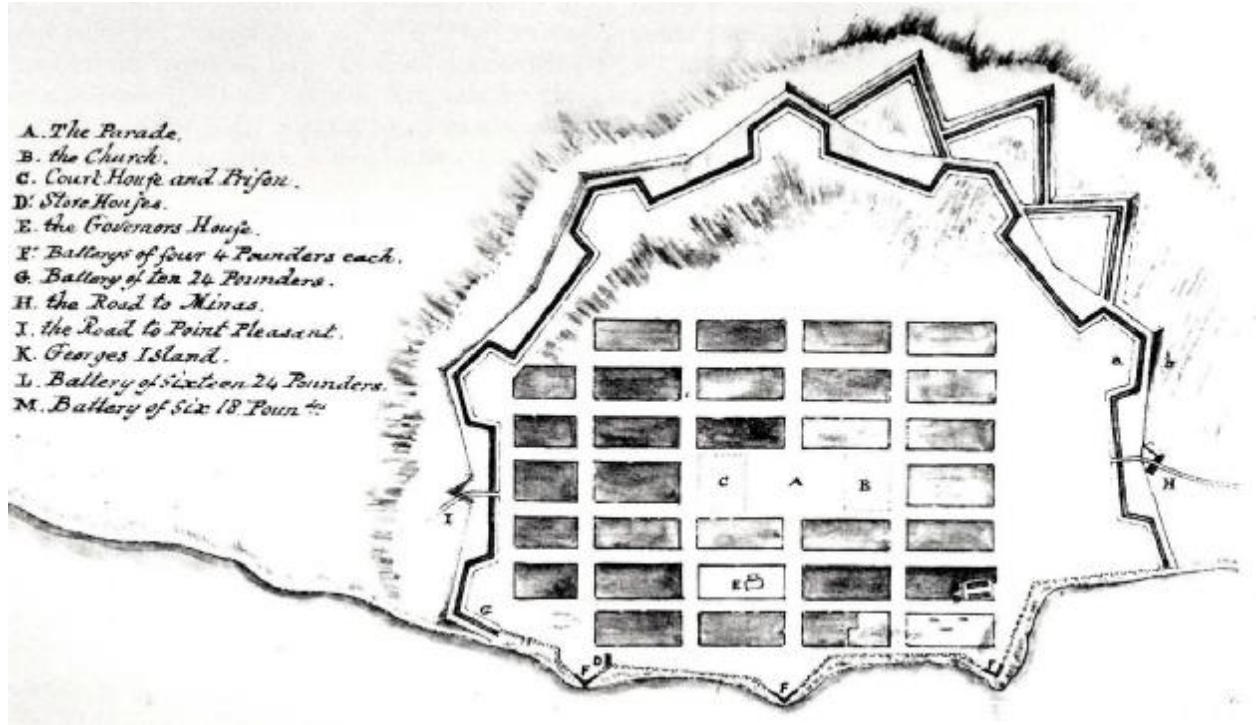 A. The Parade.
B. the Church.
C. Court House and Prison.
D. Store Houses.
E. the Governors House.
F. Batterys of four 4 Pounders each.
G. Battery of ten 24 Pounders.
H. the Road to Minas.
I. the Road to Point Pleasant.
K. Georges Island.
L. Battery of Sixteen 24 Pounders.
M. Battery of Six 18 Poun.drs
a
b
C A B
H
I
E
G
D
F F F